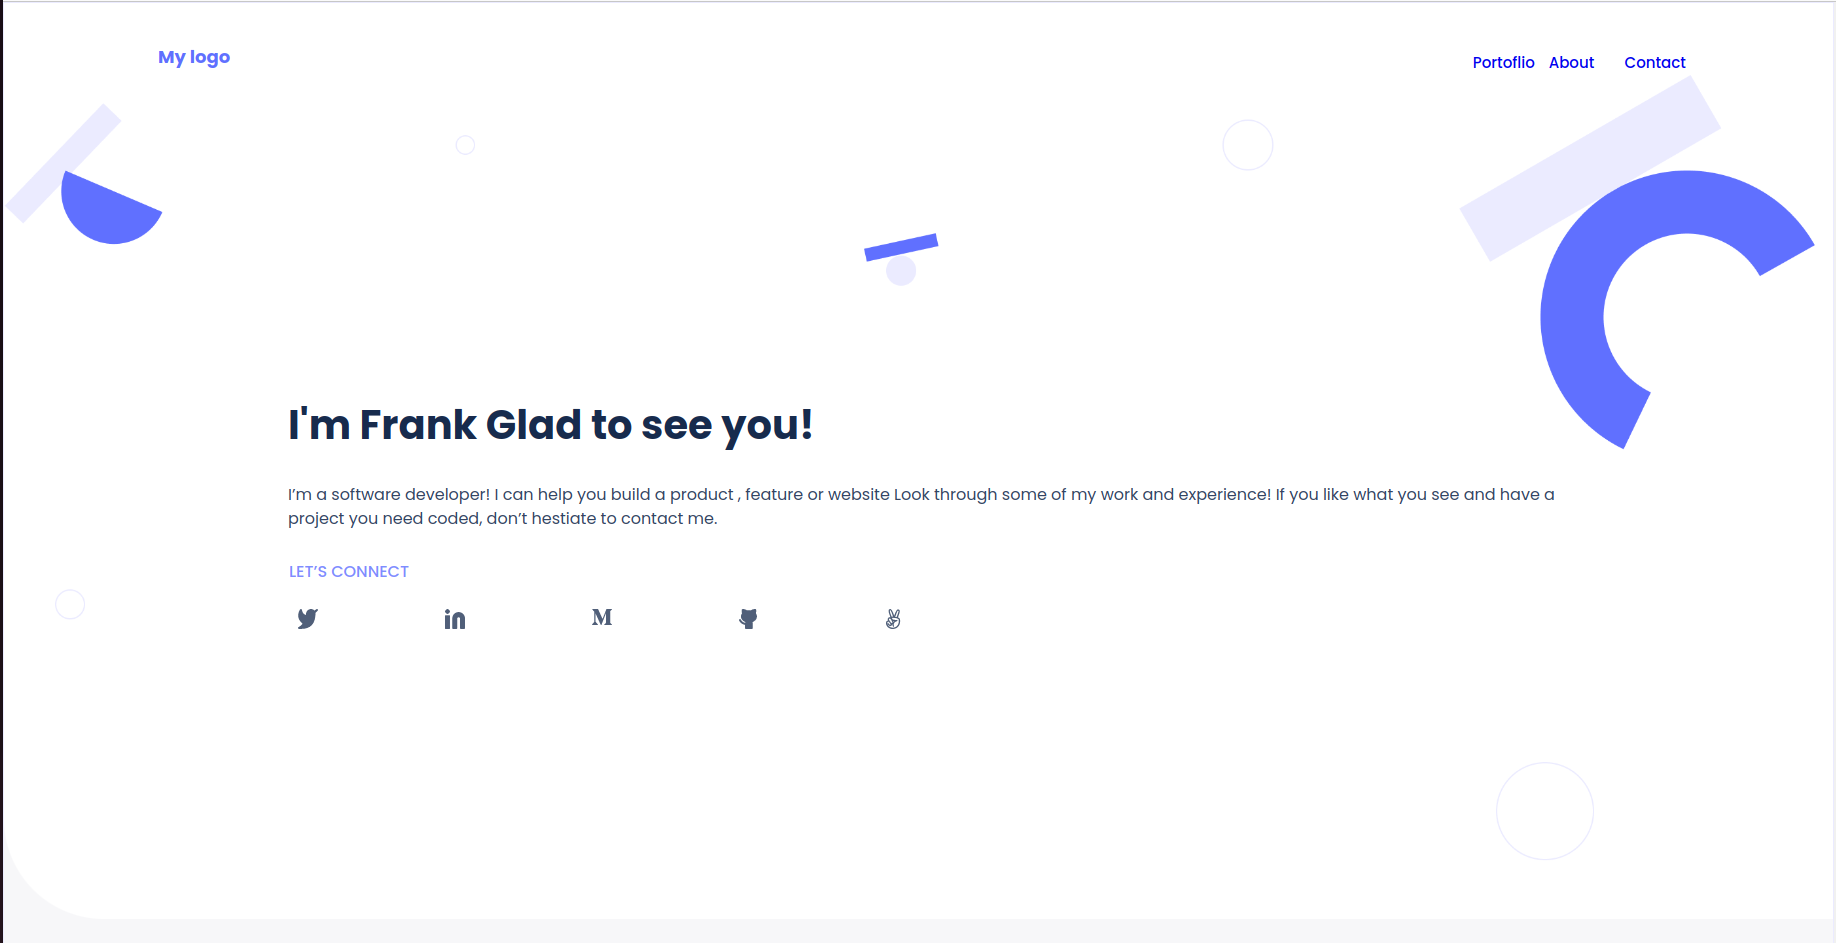 My logo
Portoflio About Contact
I'm Frank Glad to see you!
I’m a software developer! I can help you build a product , feature or website Look through some of my work and experience! If you like what you see and have a
project you need coded, don’t hestiate to contact me.
LET’S CONNECT